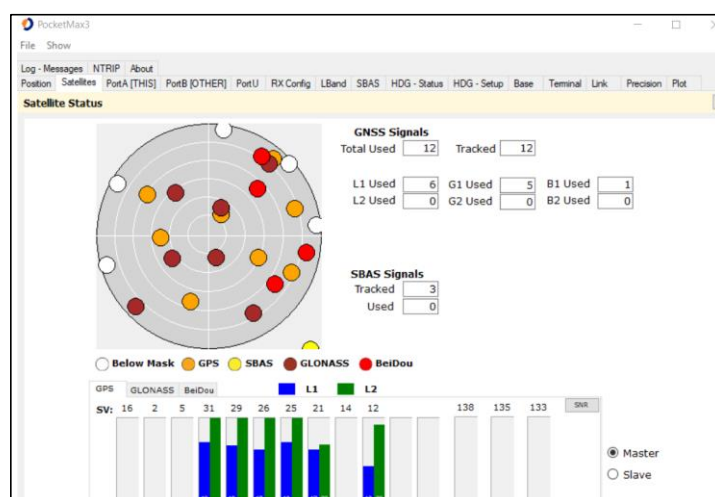 PocketMax3
File Show
Log - Messages NTRIP About
Position Satellites PortA [THIS] PortB [OTHER] PortU RX Config LBand SBAS HDG - Status HDG - Setup Base Terminal Link Precision Plot
Satellite Status
GNSS Signals
Total Used 12 Tracked 12
L1 Used 6 G1 Used 5 B1 Used 1
L2 Used 0 G2 Used 0 B2 Used 0
SBAS Signals
Tracked 3
Used 0
Below Mask GPS SBAS GLONASS BeiDou
GPS GLONASS BeiDou L1 L2
SV: 16 2 5 31 29 26 25 21 14 12 138 135 133 SNR
Master
Slave